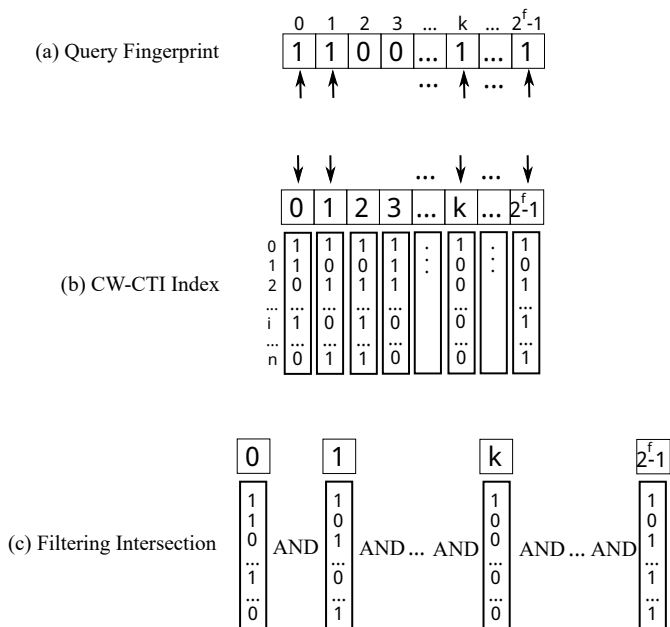 0 1 2 3 ... k ... 2^f-1
(a) Query Fingerprint 1 1 0 0 ... 1 ... 1
... ...
... ...
0 1 2 3 ... k ... 2^f-1
0 1 1 1 1 . 1 . 1
1 1 0 0 1 . 0 . 0
2 0 1 1 1 . 0 . 1
(b) CW-CTI Index
... ... ... ... ... ... ...
i 1 0 1 0 0 1
... ... ... ... ... ... ...
n 0 1 1 0 0 1
0 1 k 2^f-1
1 1 1 1
1 0 0 0
0 1 0 1
(c) Filtering Intersection AND AND ... AND AND ... AND
... ... ... ...
1 0 0 1
... ... ... ...
0 1 0 1